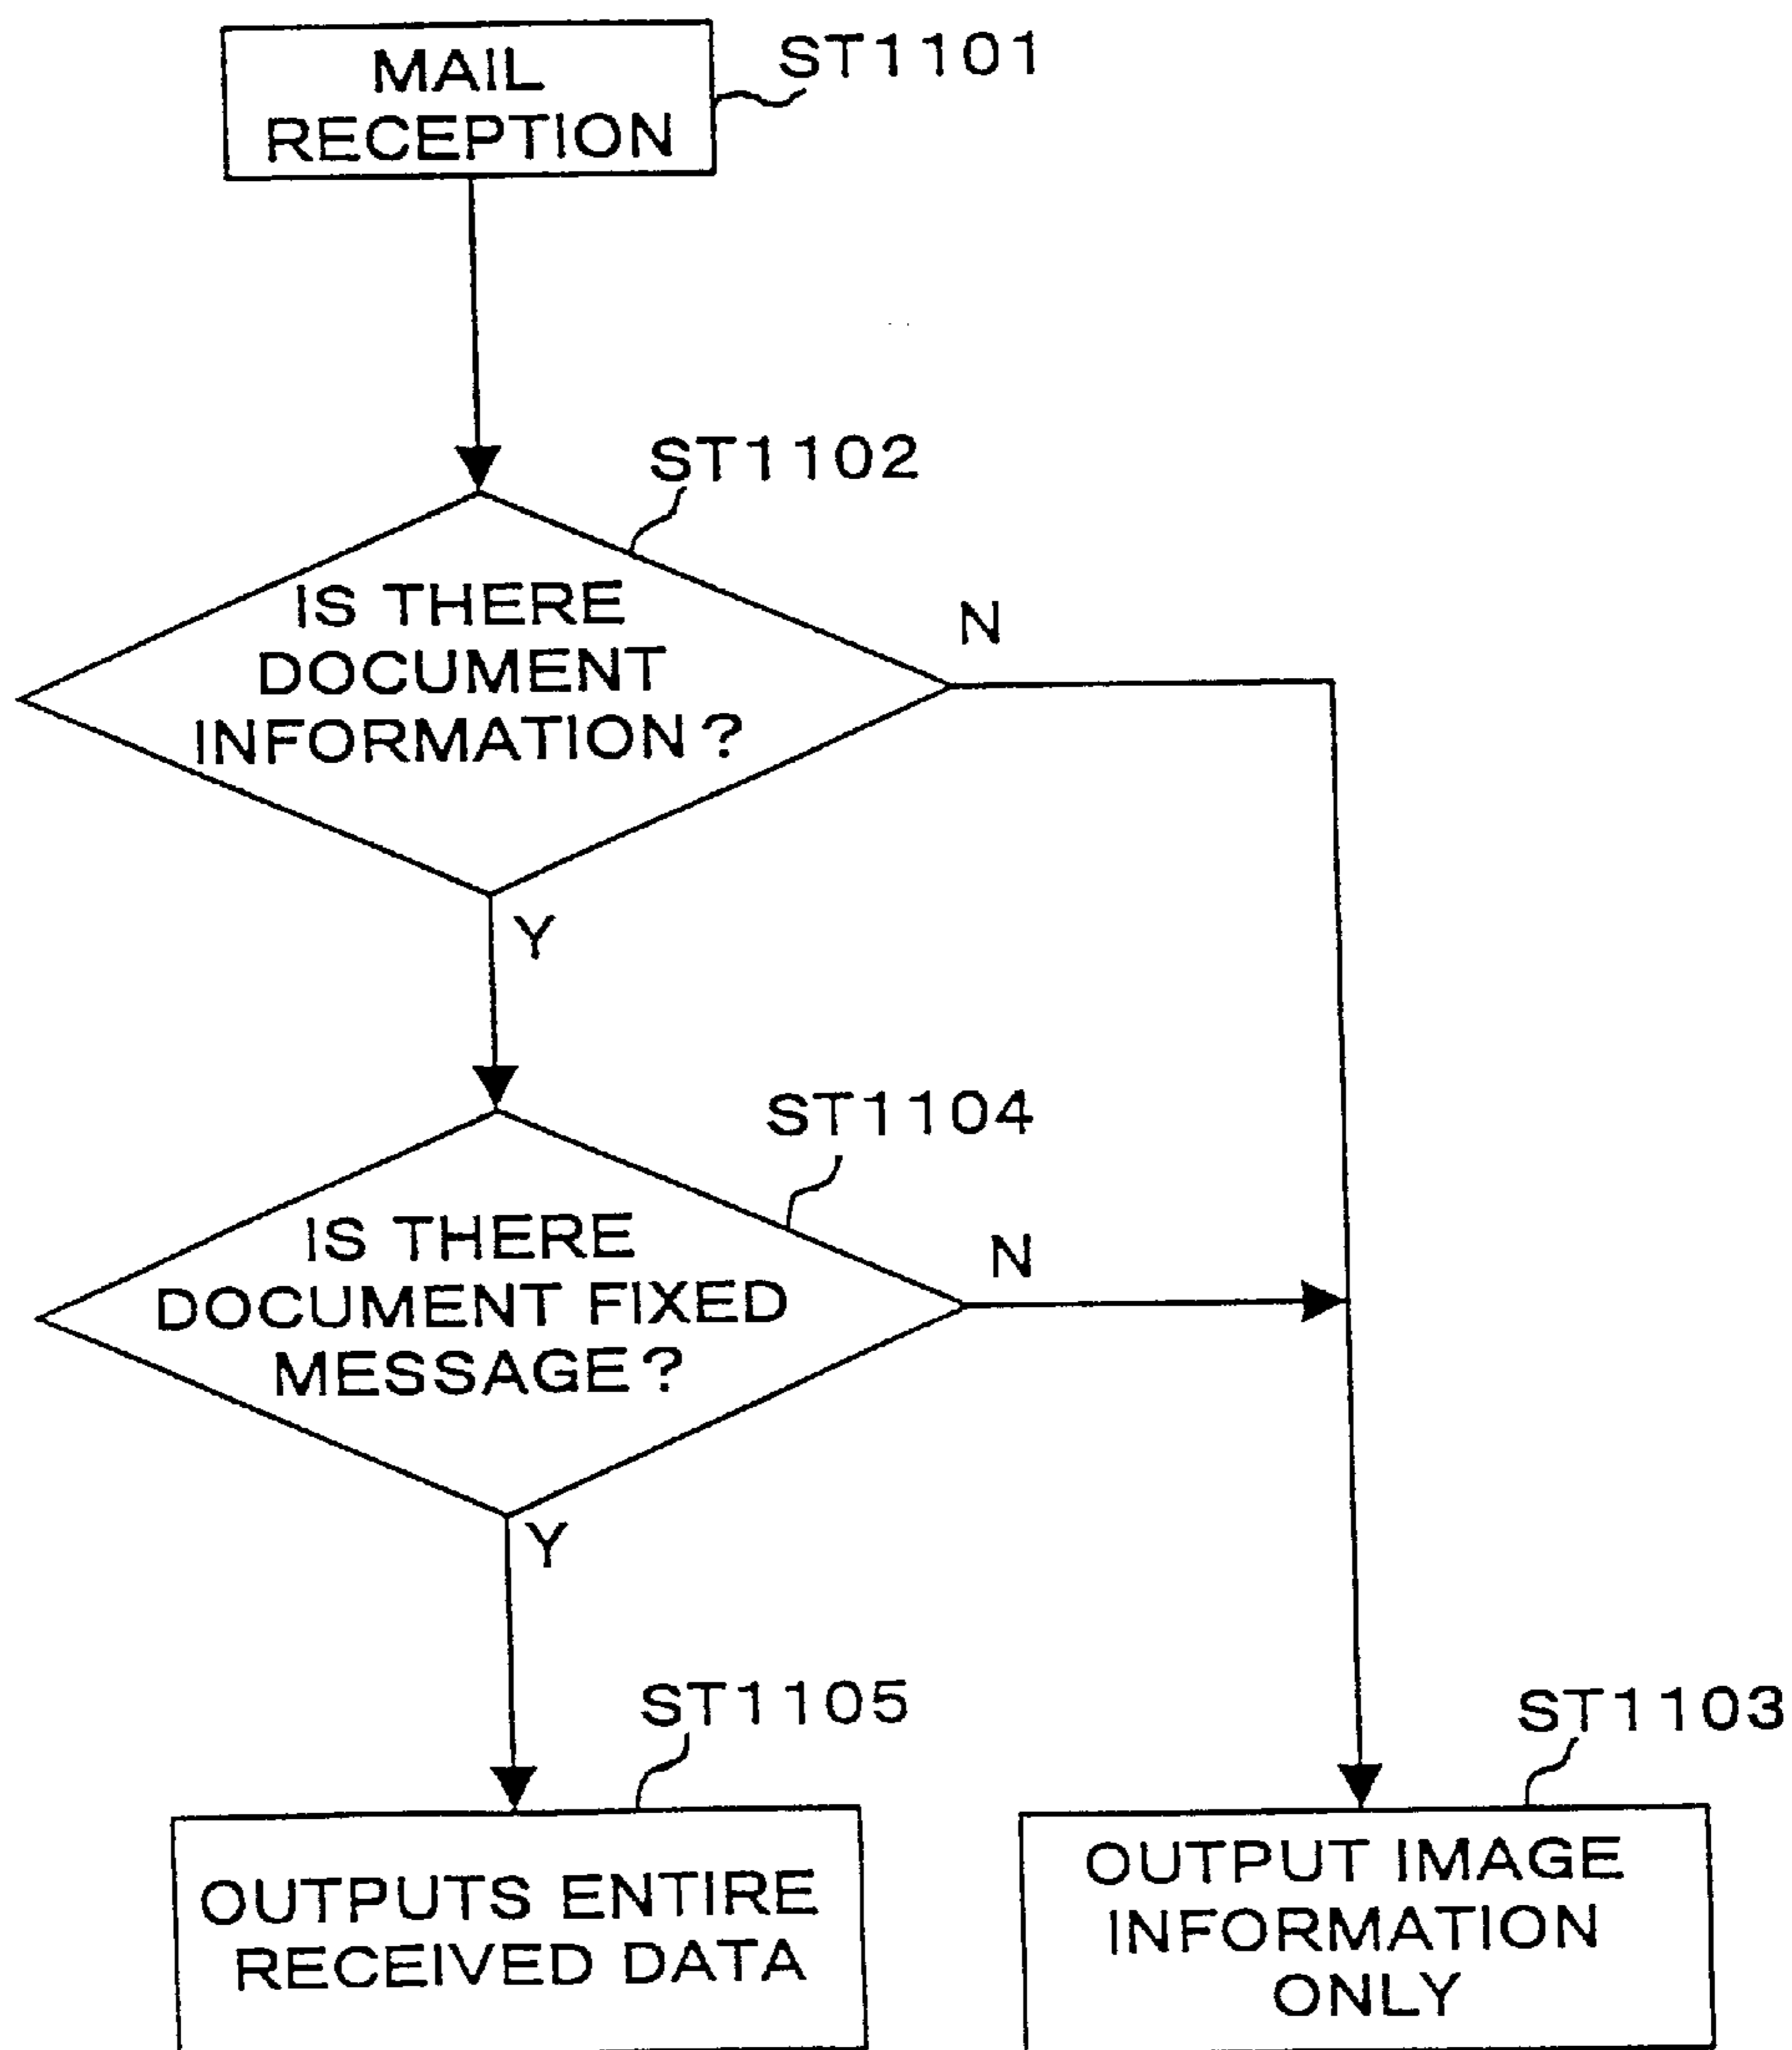 MAIL
RECEPTION
ST1101
ST1102
IS THERE
DOCUMENT
INFORMATION?
N
Y
ST1104
IS THERE
DOCUMENT FIXED
MESSAGE?
N
Y
ST1105
OUTPUTS ENTIRE
RECEIVED DATA
ST1103
OUTPUT IMAGE
INFORMATION
ONLY